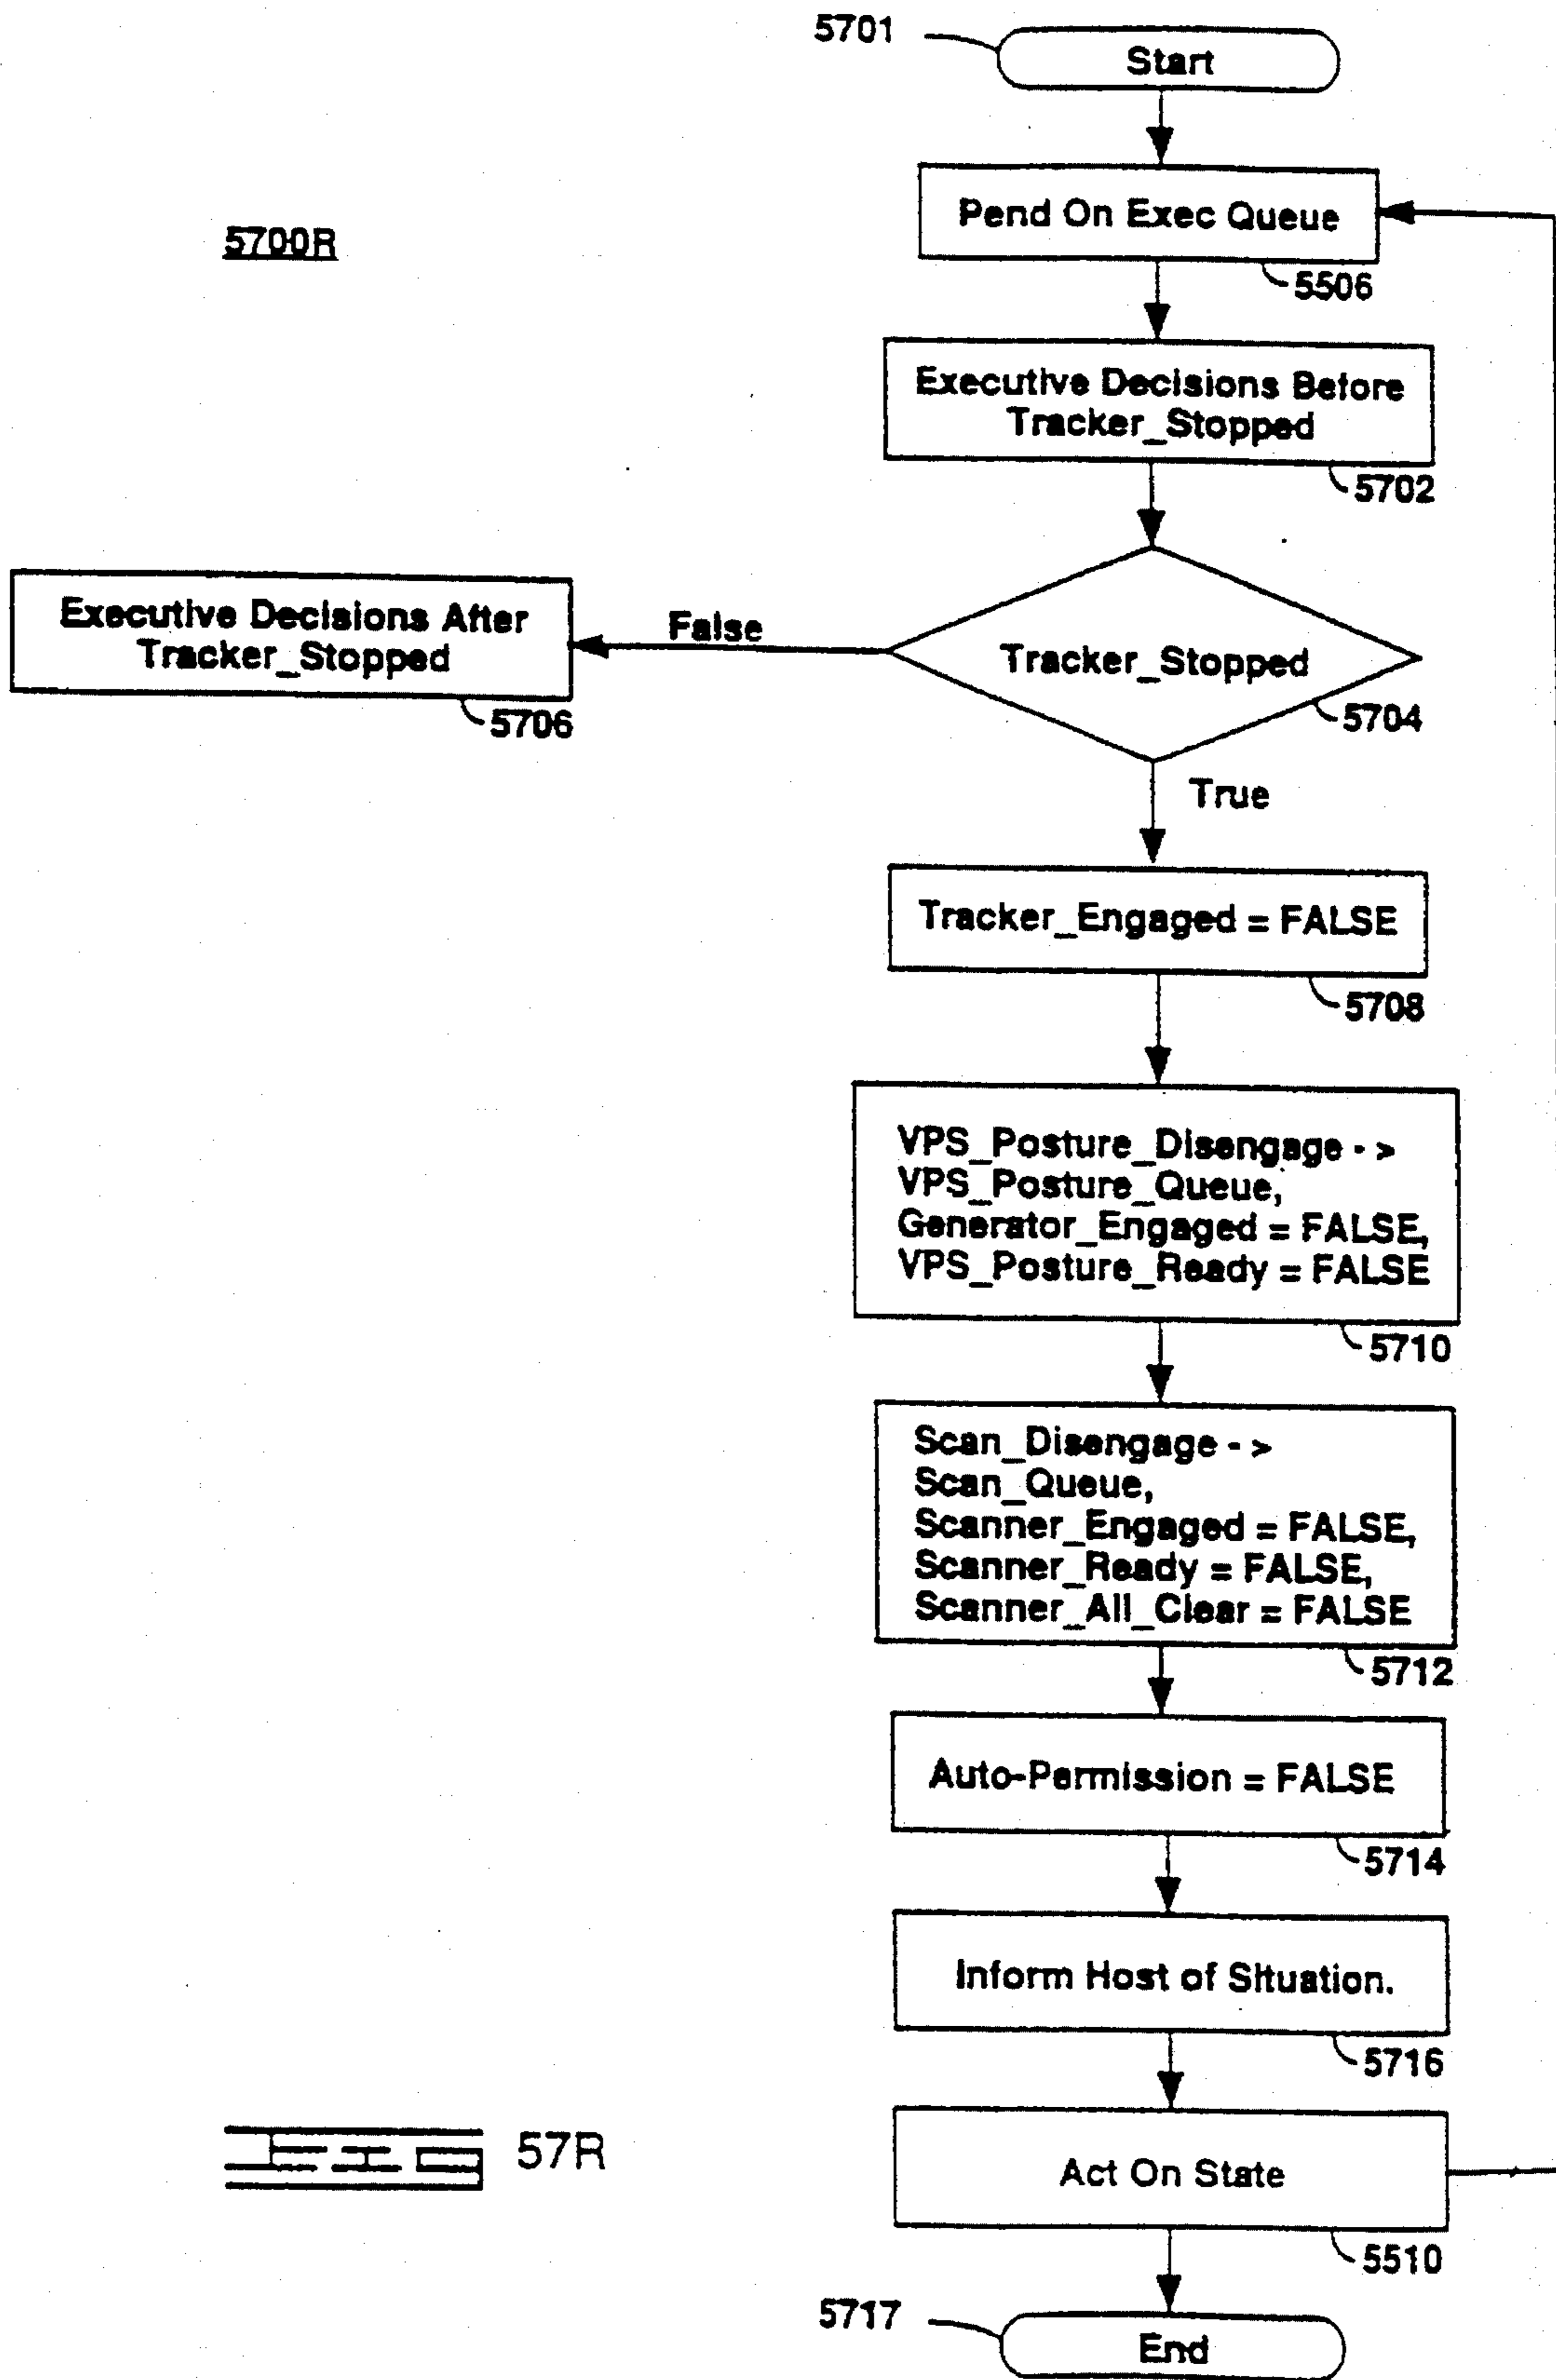 5701
Start
5700R
Pend On Exec Queue
5506
Executive Decisions Before
Tracker_Stopped
5702
Executive Decisions After
Tracker_Stopped
5706
False
Tracker_Stopped
5704
True
Tracker_Engaged = FALSE
5708
VPS_Posture_Disengage - >
VPS_Posture_Queue,
Generator_Engaged = FALSE,
VPS_Posture_Ready = FALSE
5710
Scan_Disengage - >
Scan_Queue,
Scanner_Engaged = FALSE,
Scanner_Ready = FALSE,
Scanner_All_Clear = FALSE
5712
Auto-Permission = FALSE
5714
Inform Host of Situation.
5716
57R
Act On State
5510
5717
End